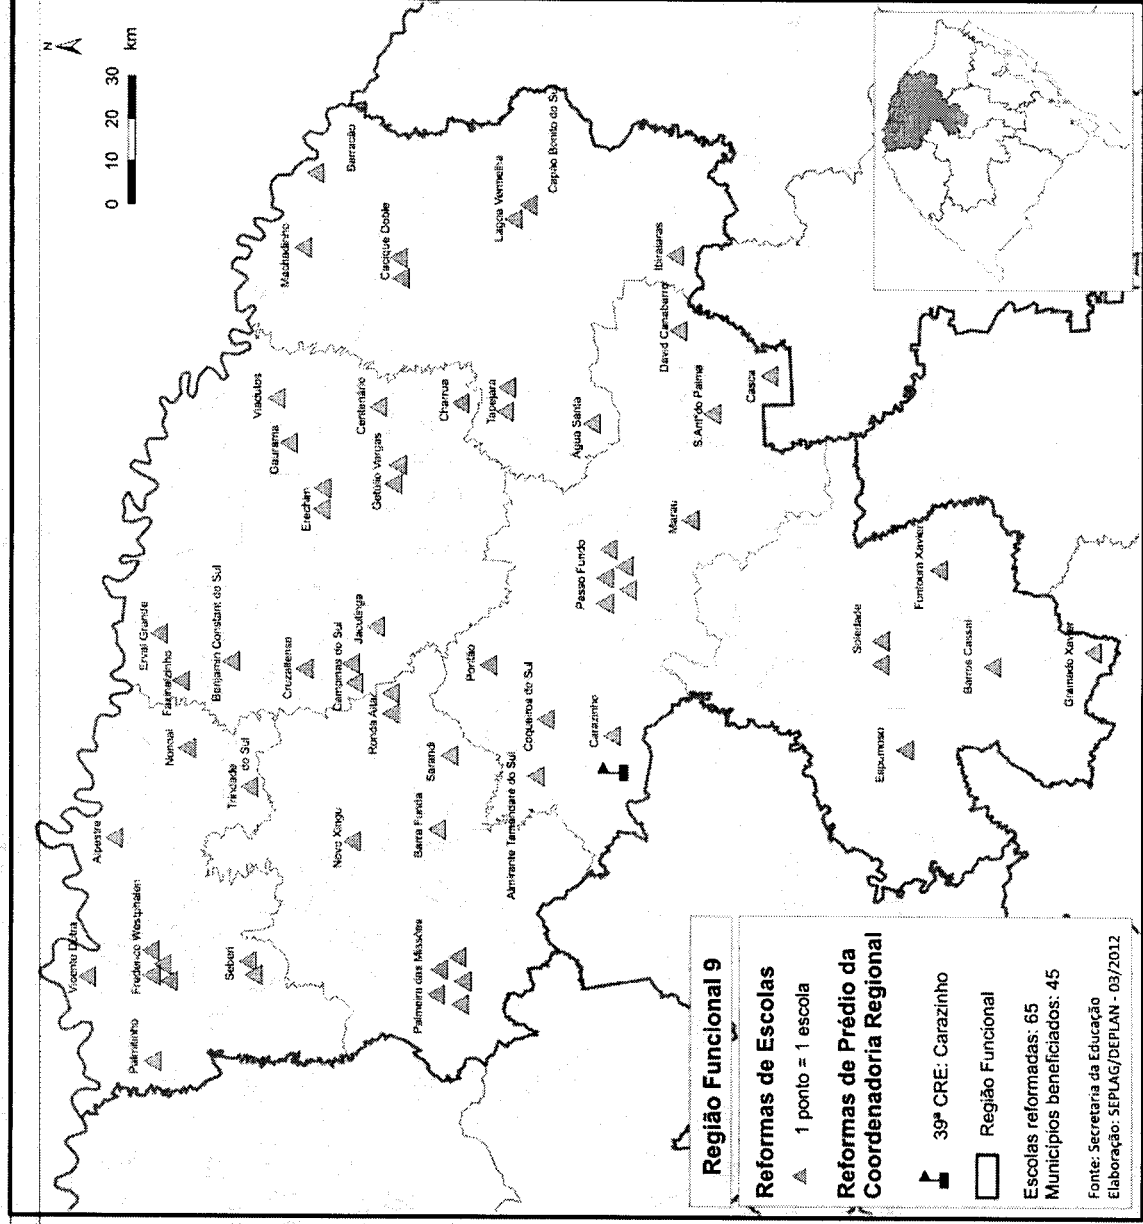 N
0 10 20 30
km
Vicente Dutra
Alpestre
Palmitinho
Frederico Westphalen
Nonoai
Faxinalzinho
Erval Grande
Seberi
Trindade
do Sul
Benjamin Constant do Sul
Gaurama
Viadutos
Machadinho
Barracão
Cruzaltense
Erechim
Novo Xingu
Ronda Alta
Campinas do Sul
Jacutinga
Getúlio Vargas
Centenário
Cacique Doble
Palmeira das Missões
Barra Funda
Sarandi
Pontão
Charrua
Tapejara
Lagoa Vermelha
Capão Bonito do Sul
Almirante Tamandaré do Sul
Coqueiros do Sul
Carazinho
Passo Fundo
Água Santa
Marau
S.Antº do Palma
David Canabarro
Ibiraiaras
Casca
Espumoso
Soledade
Fontoura Xavier
Barros Cassal
Gramado Xavier
Região Funcional 9
Reformas de Escolas
1 ponto = 1 escola
Reformas de Prédio da
Coordenadoria Regional
39ª CRE: Carazinho
Região Funcional
Escolas reformadas: 65
Municípios beneficiados: 45
Fonte: Secretaria da Educação
Elaboração: SEPLAG/DEPLAN - 03/2012